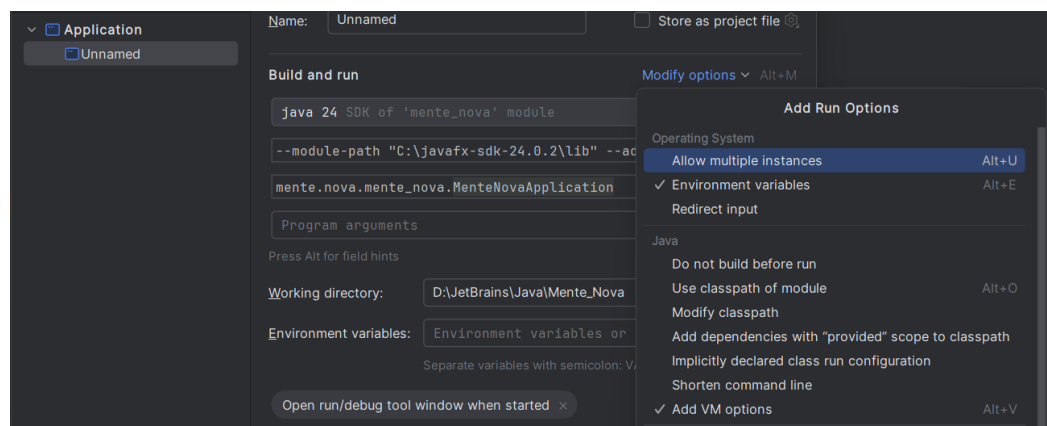 Application
Unnamed
Name: Unnamed
Store as project file
Build and run
Modify options Alt+M
java 24 SDK of 'mente_nova' module
--module-path "C:\javafx-sdk-24.0.2\lib" --ad
mente.nova.mente_nova.MenteNovaApplication
Program arguments
Press Alt for field hints
Working directory: D:\JetBrains\Java\Mente_Nova
Environment variables: Environment variables or
Separate variables with semicolon: VA
Open run/debug tool window when started ×
Add Run Options
Operating System
Allow multiple instances Alt+U
✓ Environment variables Alt+E
Redirect input
Java
Do not build before run
Use classpath of module Alt+O
Modify classpath
Add dependencies with “provided” scope to classpath
Implicitly declared class run configuration
Shorten command line
✓ Add VM options Alt+V